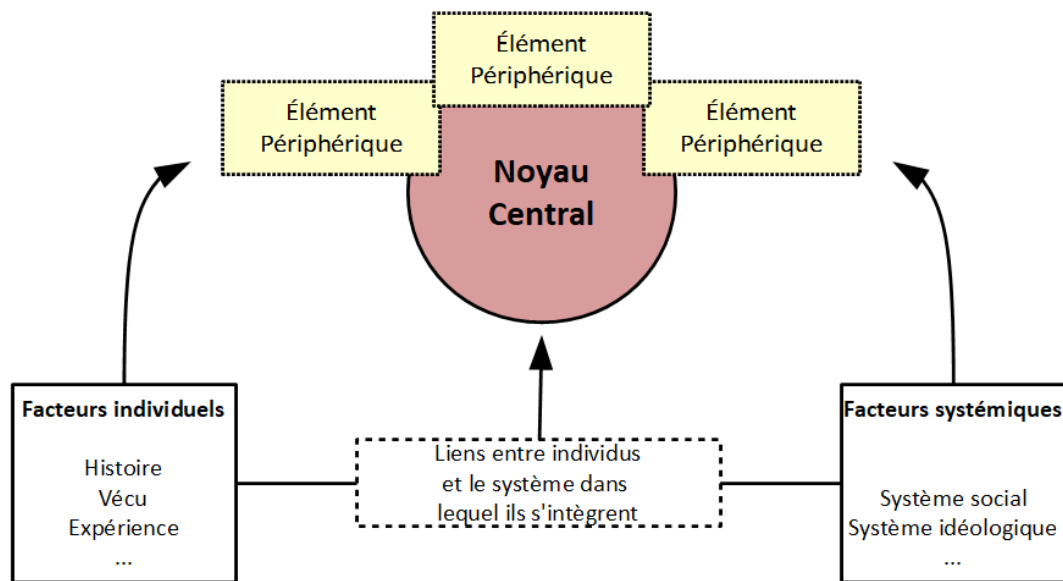 Élément
Périphérique
Élément
Périphérique
Élément
Périphérique
Noyau
Central
Facteurs individuels
Histoire
Vécu
Expérience
...
Liens entre individus
et le système dans
lequel ils s'intègrent
Facteurs systémiques
Système social
Système idéologique
...